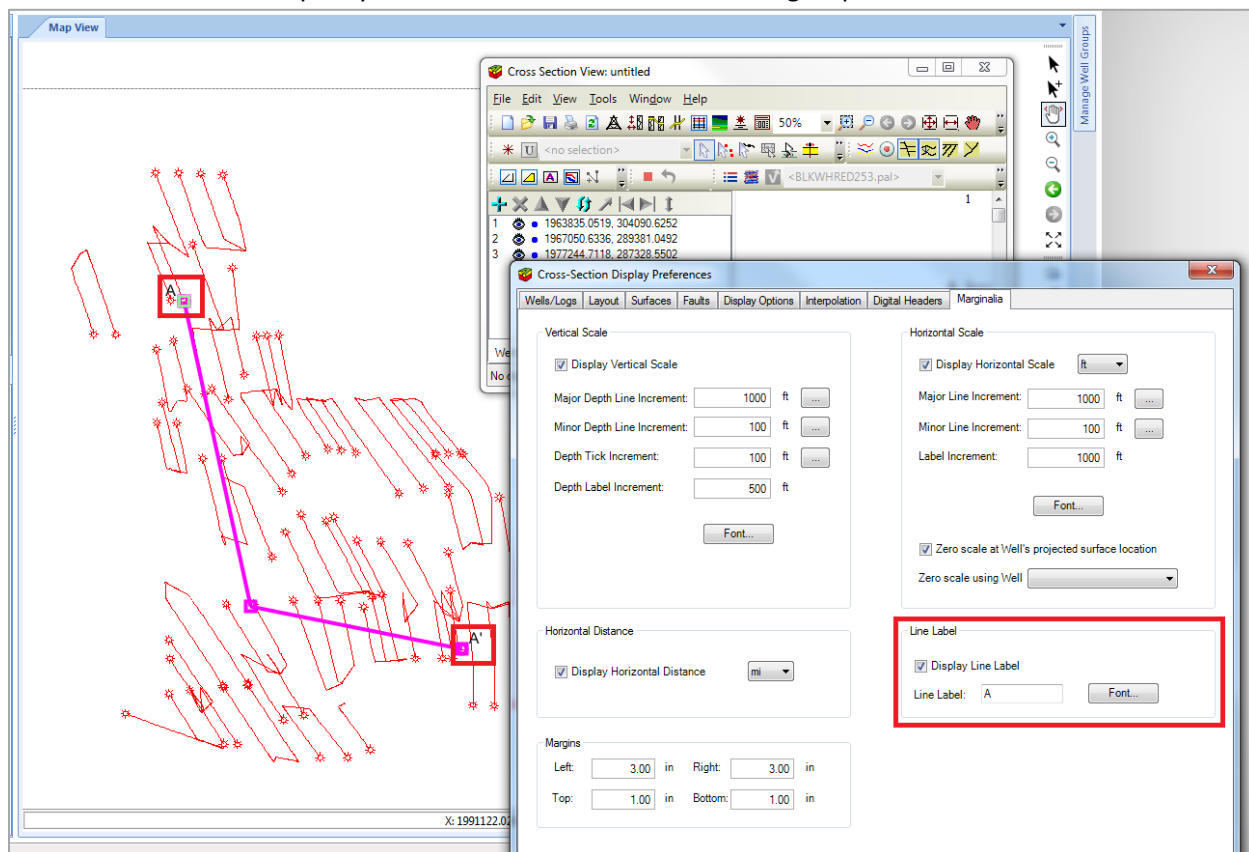 Map View
Manage Well Groups
Cross Section View: untitled
File Edit View Tools Window Help
50%
U <no selection>
<BLKWHRED253.pal>
1
1 1963835.0519, 304090.6252
2 1967050.6336, 289381.0492
3 1977244.7118, 287328.5502
We
No
Cross-Section Display Preferences
Wells/Logs Layout Surfaces Faults Display Options Interpolation Digital Headers Marginalia
Vertical Scale
Display Vertical Scale
Major Depth Line Increment: 1000 ft ...
Minor Depth Line Increment: 100 ft ...
Depth Tick Increment: 100 ft ...
Depth Label Increment: 500 ft
Font...
Horizontal Scale
Display Horizontal Scale ft
Major Line Increment: 1000 ft ...
Minor Line Increment: 100 ft ...
Label Increment: 1000 ft
Font...
Zero scale at Well's projected surface location
Zero scale using Well
Horizontal Distance
Display Horizontal Distance mi
Line Label
Display Line Label
Line Label: A Font...
Margins
Left: 3.00 in Right: 3.00 in
Top: 1.00 in Bottom: 1.00 in
A
A'
X: 1991122.02